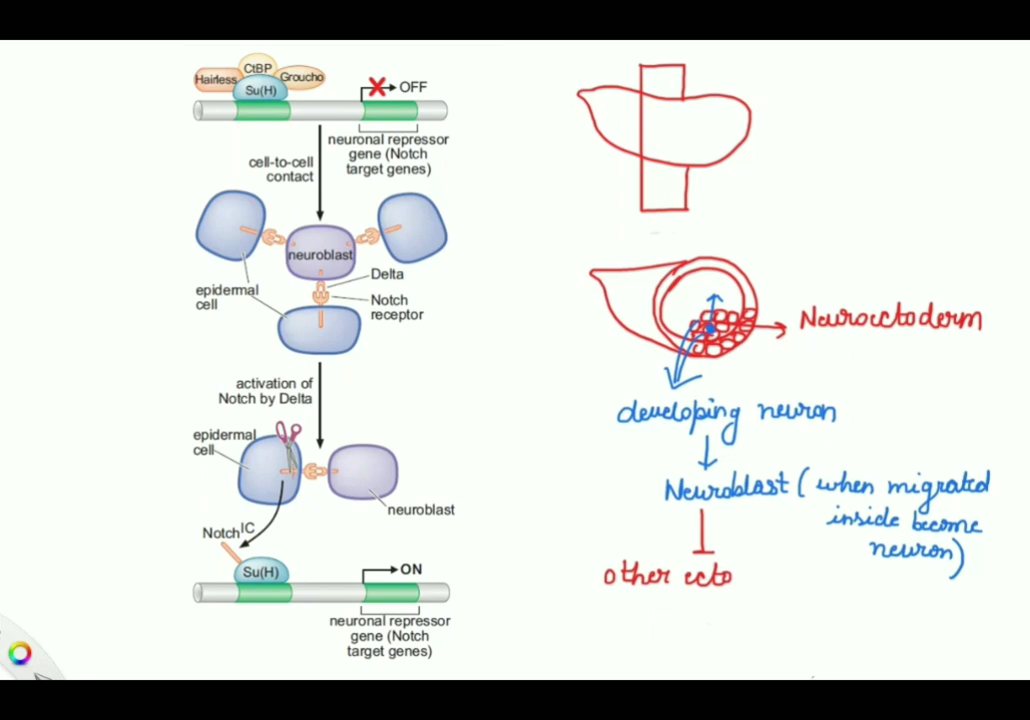 CtBP
Hairless
Groucho
Su(H)
OFF
neuronal repressor
gene (Notch
target genes)
cell-to-cell
contact
neuroblast
Delta
epidermal
cell
Notch
receptor
activation of
Notch by Delta
epidermal
cell
neuroblast
NotchIC
Su(H)
ON
neuronal repressor
gene (Notch
target genes)
Neuroectoderm
developing neuron
Neuroblast (when migrated
inside become
neuron)
other ecto